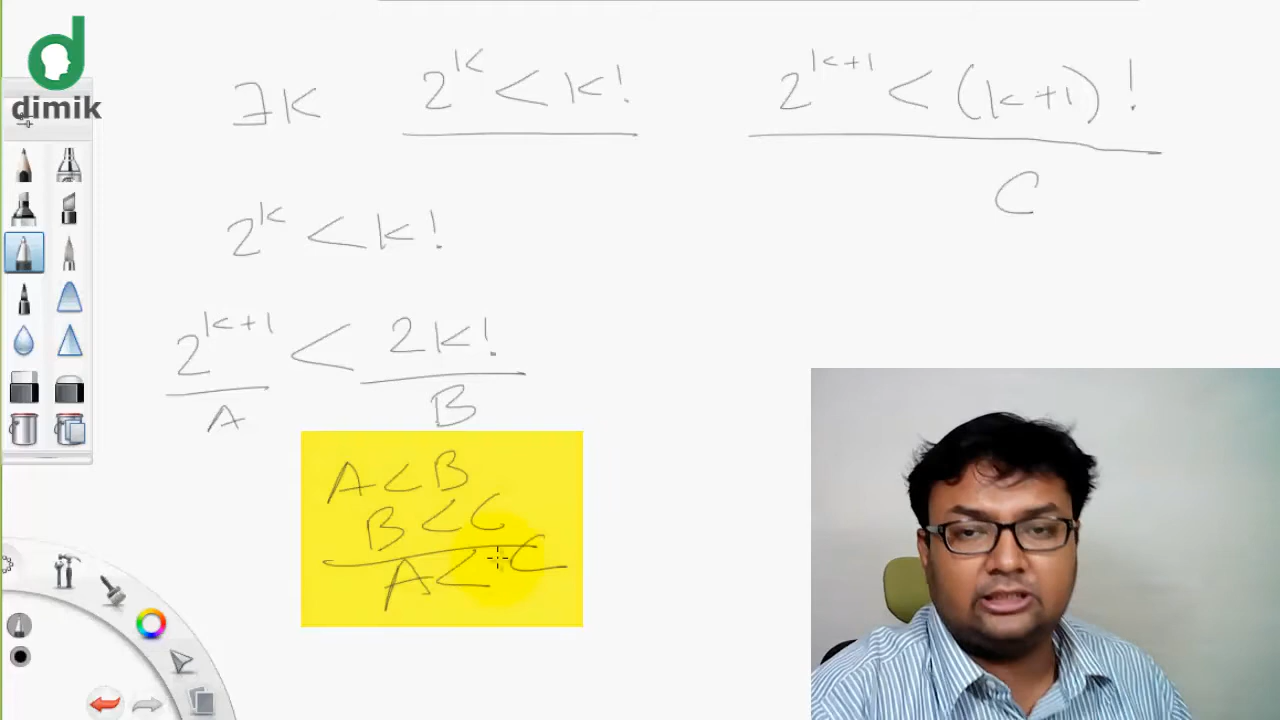 dimik
∃k 2^k < k! 2^{k+1} < (k+1)!
C
2^k < k!
2^{k+1} < 2k!
A B
A < B
B < C
A < C